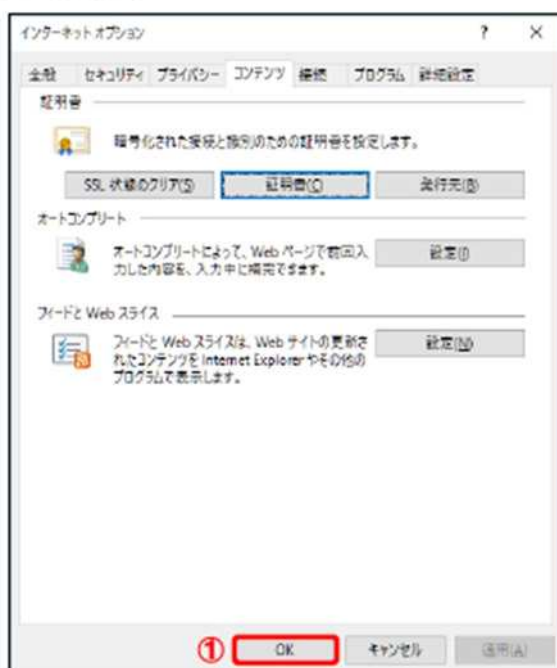 インターネット オプション ? ×
全般 セキュリティ プライバシー コンテンツ 接続 プログラム 詳細設定
証明書
暗号化された接続と識別のための証明書を設定します。
SSL 状態のクリア(S) 証明書(C) 発行元(B)
オートコンプリート
オートコンプリートによって、Web ページで前回入
力した内容を、入力中に補完できます。
設定(I)
フィードと Web スライス
フィードと Web スライスは、Web サイトの更新さ
れたコンテンツを Internet Explorer やその他の
プログラムで表示します。
設定(N)
① OK キャンセル 適用(A)